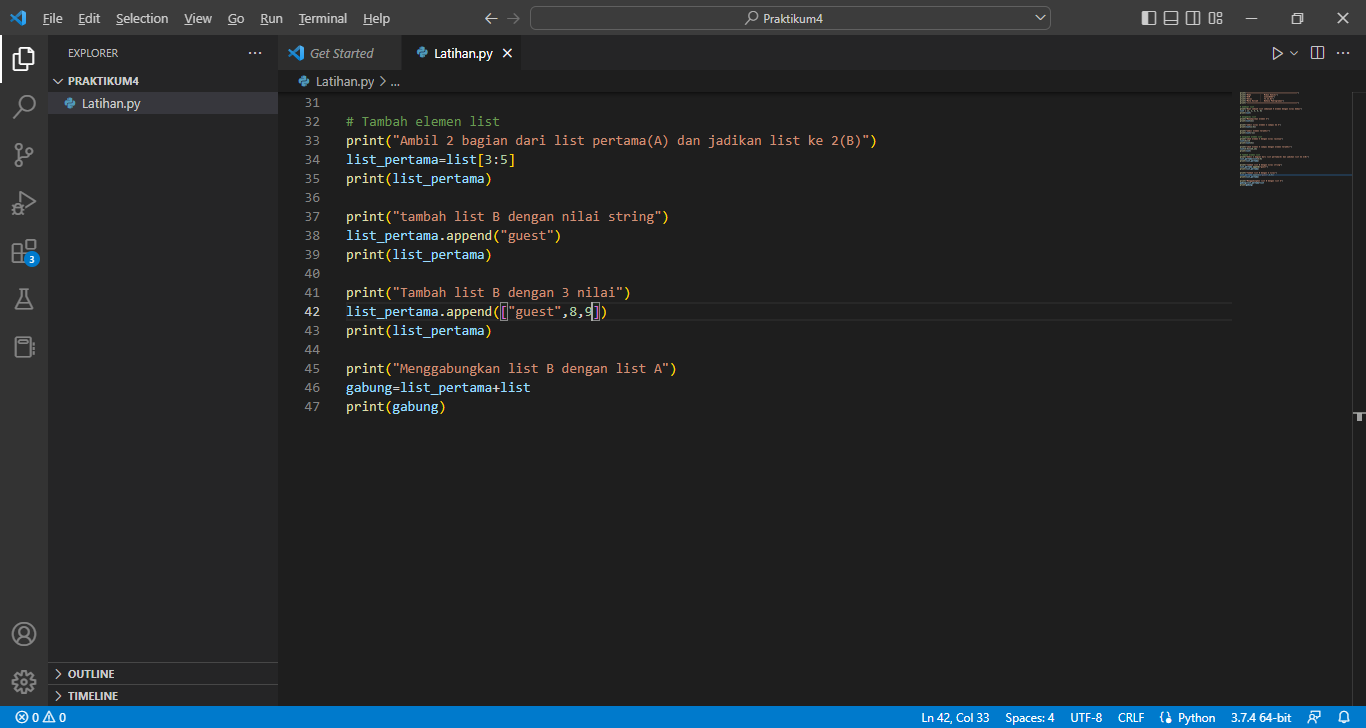 File Edit Selection View Go Run Terminal Help
Praktikum4
EXPLORER
Get Started
Latihan.py
PRAKTIKUM4
Latihan.py > ...
Latihan.py
31
32 # Tambah elemen list
33 print("Ambil 2 bagian dari list pertama(A) dan jadikan list ke 2(B)")
34 list_pertama=list[3:5]
35 print(list_pertama)
36
37 print("tambah list B dengan nilai string")
38 list_pertama.append("guest")
39 print(list_pertama)
40
41 print("Tambah list B dengan 3 nilai")
42 list_pertama.append(["guest",8,9])
43 print(list_pertama)
44
45 print("Menggabungkan list B dengan list A")
46 gabung=list_pertama+list
47 print(gabung)
3
OUTLINE
TIMELINE
0 0
Ln 42, Col 33 Spaces: 4 UTF-8 CRLF Python 3.7.4 64-bit